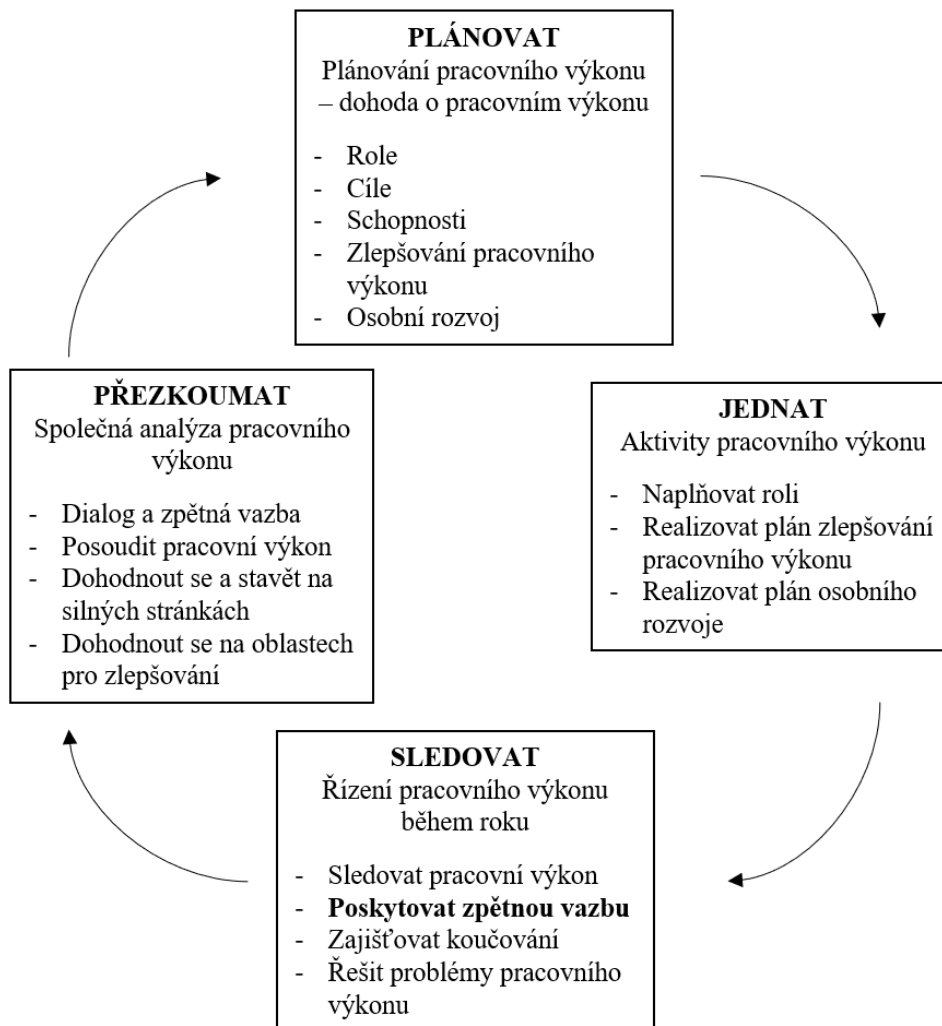 PLÁNOVAT
Plánování pracovního výkonu
– dohoda o pracovním výkonu
- Role
- Cíle
- Schopnosti
- Zlepšování pracovního
výkonu
- Osobní rozvoj
PŘEZKOUMAT
Společná analýza pracovního
výkonu
- Dialog a zpětná vazba
- Posoudit pracovní výkon
- Dohodnout se a stavět na
silných stránkách
- Dohodnout se na oblastech
pro zlepšování
JEDNAT
Aktivity pracovního výkonu
- Naplňovat roli
- Realizovat plán zlepšování
pracovního výkonu
- Realizovat plán osobního
rozvoje
SLEDOVAT
Řízení pracovního výkonu
během roku
- Sledovat pracovní výkon
- Poskytovat zpětnou vazbu
- Zajišťovat koučování
- Řešit problémy pracovního
výkonu